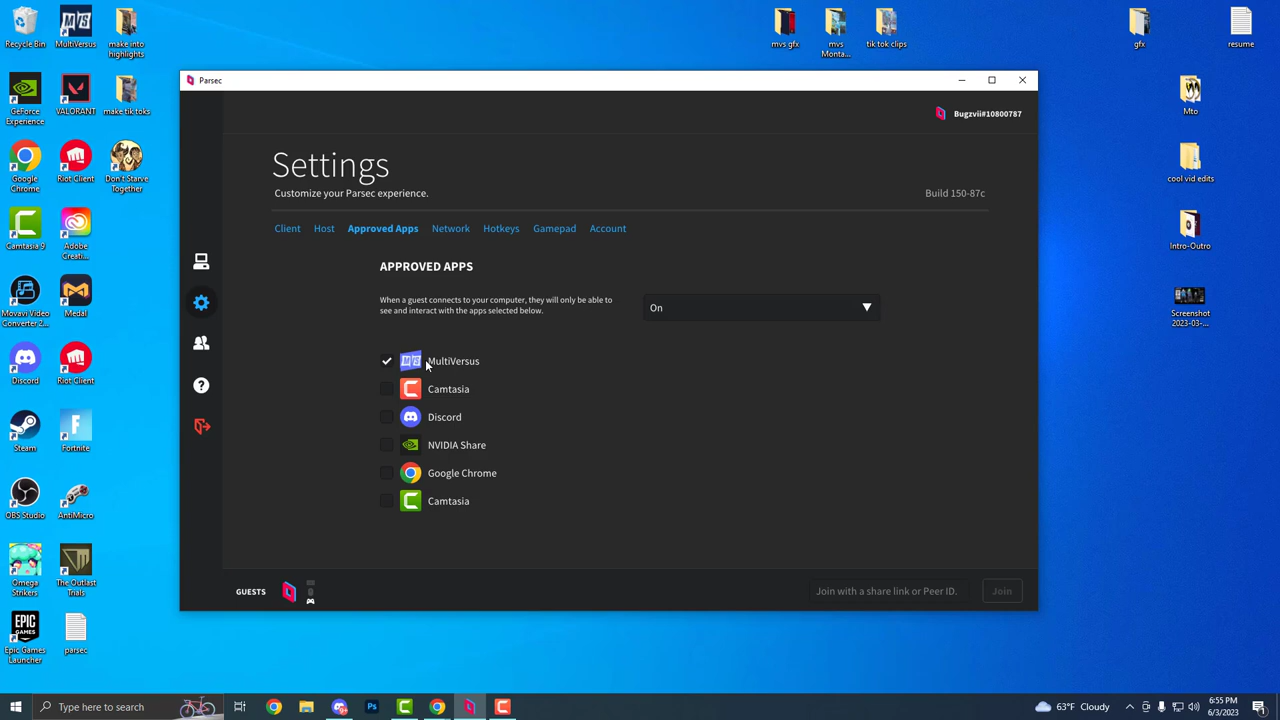 Recycle Bin
MultiVersus
make into
highlights
mvs gfx
mvs
Monta...
tik tok clips
gfx
resume
Parsec
GeForce
Experience
VALORANT
make tik toks
Mto
Bugzvii#10800787
Settings
Customize your Parsec experience.
Build 150-87c
Google
Chrome
Riot Client
Don't Starve
Together
cool vid edits
Client
Host
Approved Apps
Network
Hotkeys
Gamepad
Account
Camtasia 9
Adobe
Creati...
Intro-Outro
APPROVED APPS
When a guest connects to your computer, they will only be able to
see and interact with the apps selected below.
On
Movavi Video
Converter 2...
Medal
Screenshot
2023-03-...
MultiVersus
Camtasia
Discord
NVIDIA Share
Google Chrome
Camtasia
Discord
Riot Client
Steam
Fortnite
OBS Studio
AntiMicro
Omega
Strikers
The Outlast
Trials
GUESTS
Join with a share link or Peer ID.
Join
EPIC
GAMES
Epic Games
Launcher
parsec
Type here to search
Ps
63°F Cloudy
6:55 PM
6/3/2023
1